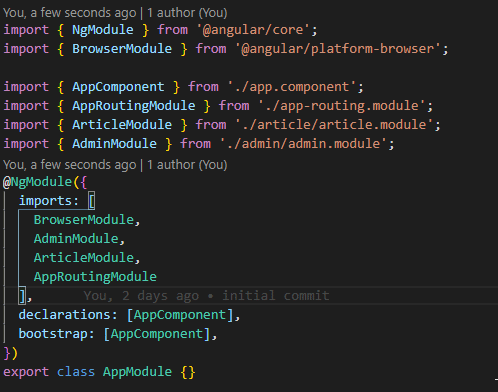 You, a few seconds ago | 1 author (You)
import { NgModule } from '@angular/core';
import { BrowserModule } from '@angular/platform-browser';
import { AppComponent } from './app.component';
import { AppRoutingModule } from './app-routing.module';
import { ArticleModule } from './article/article.module';
import { AdminModule } from './admin/admin.module';
You, a few seconds ago | 1 author (You)
@NgModule({
imports: [
BrowserModule,
AdminModule,
ArticleModule,
AppRoutingModule
], You, 2 days ago • initial commit
declarations: [AppComponent],
bootstrap: [AppComponent],
})
export class AppModule {}